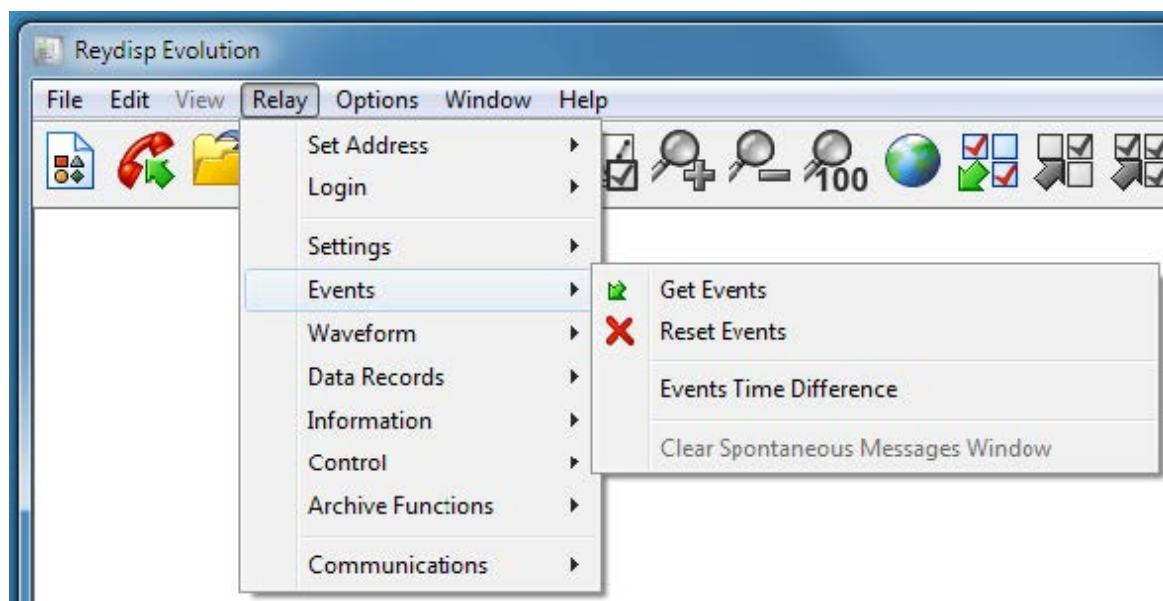 Reydisp Evolution
File Edit View Relay Options Window Help
100
Set Address
Login
Settings
Events
Waveform
Data Records
Information
Control
Archive Functions
Communications
Get Events
Reset Events
Events Time Difference
Clear Spontaneous Messages Window